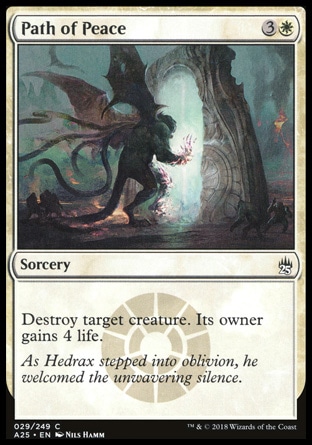 Path of Peace 3
Sorcery 25
Destroy target creature. Its owner
gains 4 life.
As Hedrax stepped into oblivion, he
welcomed the unwavering silence.
029/249 C
A25 • EN Nils Hamm ™ & © 2018 Wizards of the Coast